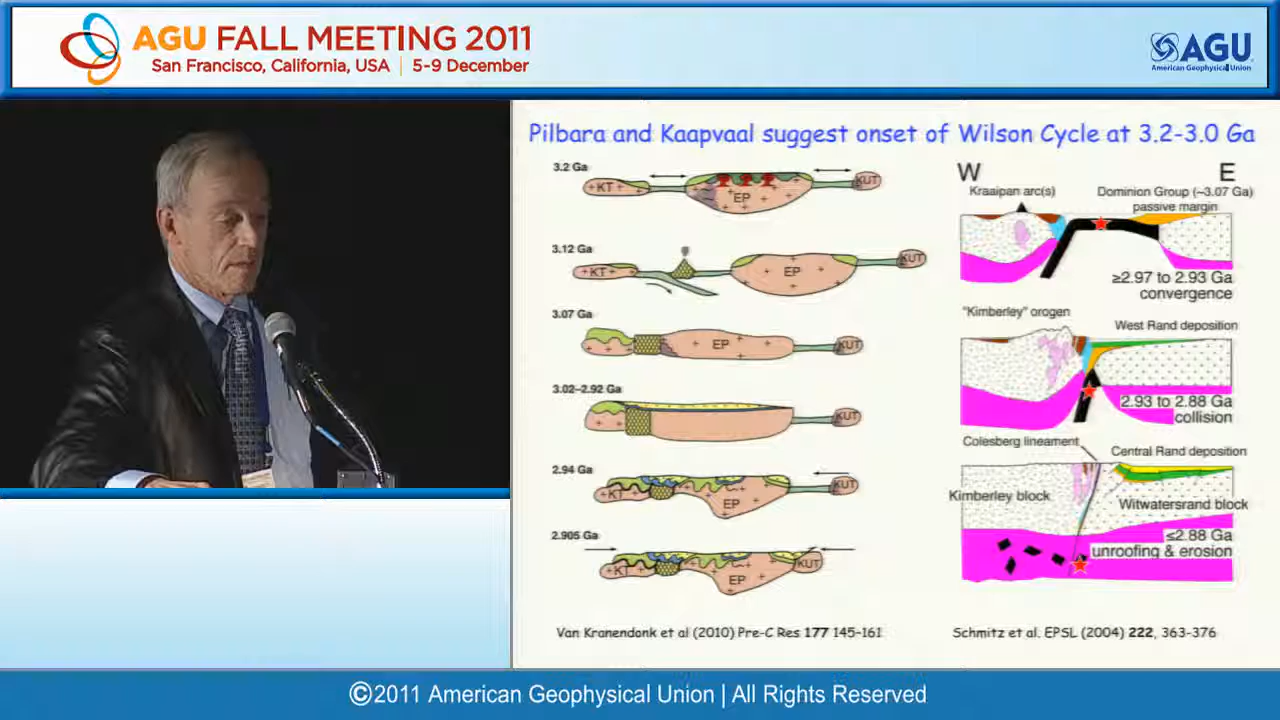 AGU FALL MEETING 2011
San Francisco, California, USA | 5-9 December
AGU
American Geophysical Union
Pilbara and Kaapvaal suggest onset of Wilson Cycle at 3.2-3.0 Ga
3.2 Ga
+KT+
EP
KUT
3.12 Ga
+KT+
EP
KUT
3.07 Ga
EP
KUT
3.02–2.92 Ga
KUT
2.94 Ga
+KT
EP
KUT
2.905 Ga
+KT
EP
KUT
Van Kranendonk et al (2010) Pre-C Res 177 145-161
W
E
Kraaipan arc(s)
Dominion Group (~3.07 Ga)
passive margin
≥2.97 to 2.93 Ga
convergence
"Kimberley" orogen
West Rand deposition
2.93 to 2.88 Ga
collision
Colesberg lineament
Central Rand deposition
Kimberley block
Witwatersrand block
≤2.88 Ga
unroofing & erosion
Schmitz et al. EPSL (2004) 222, 363-376
©2011 American Geophysical Union | All Rights Reserved